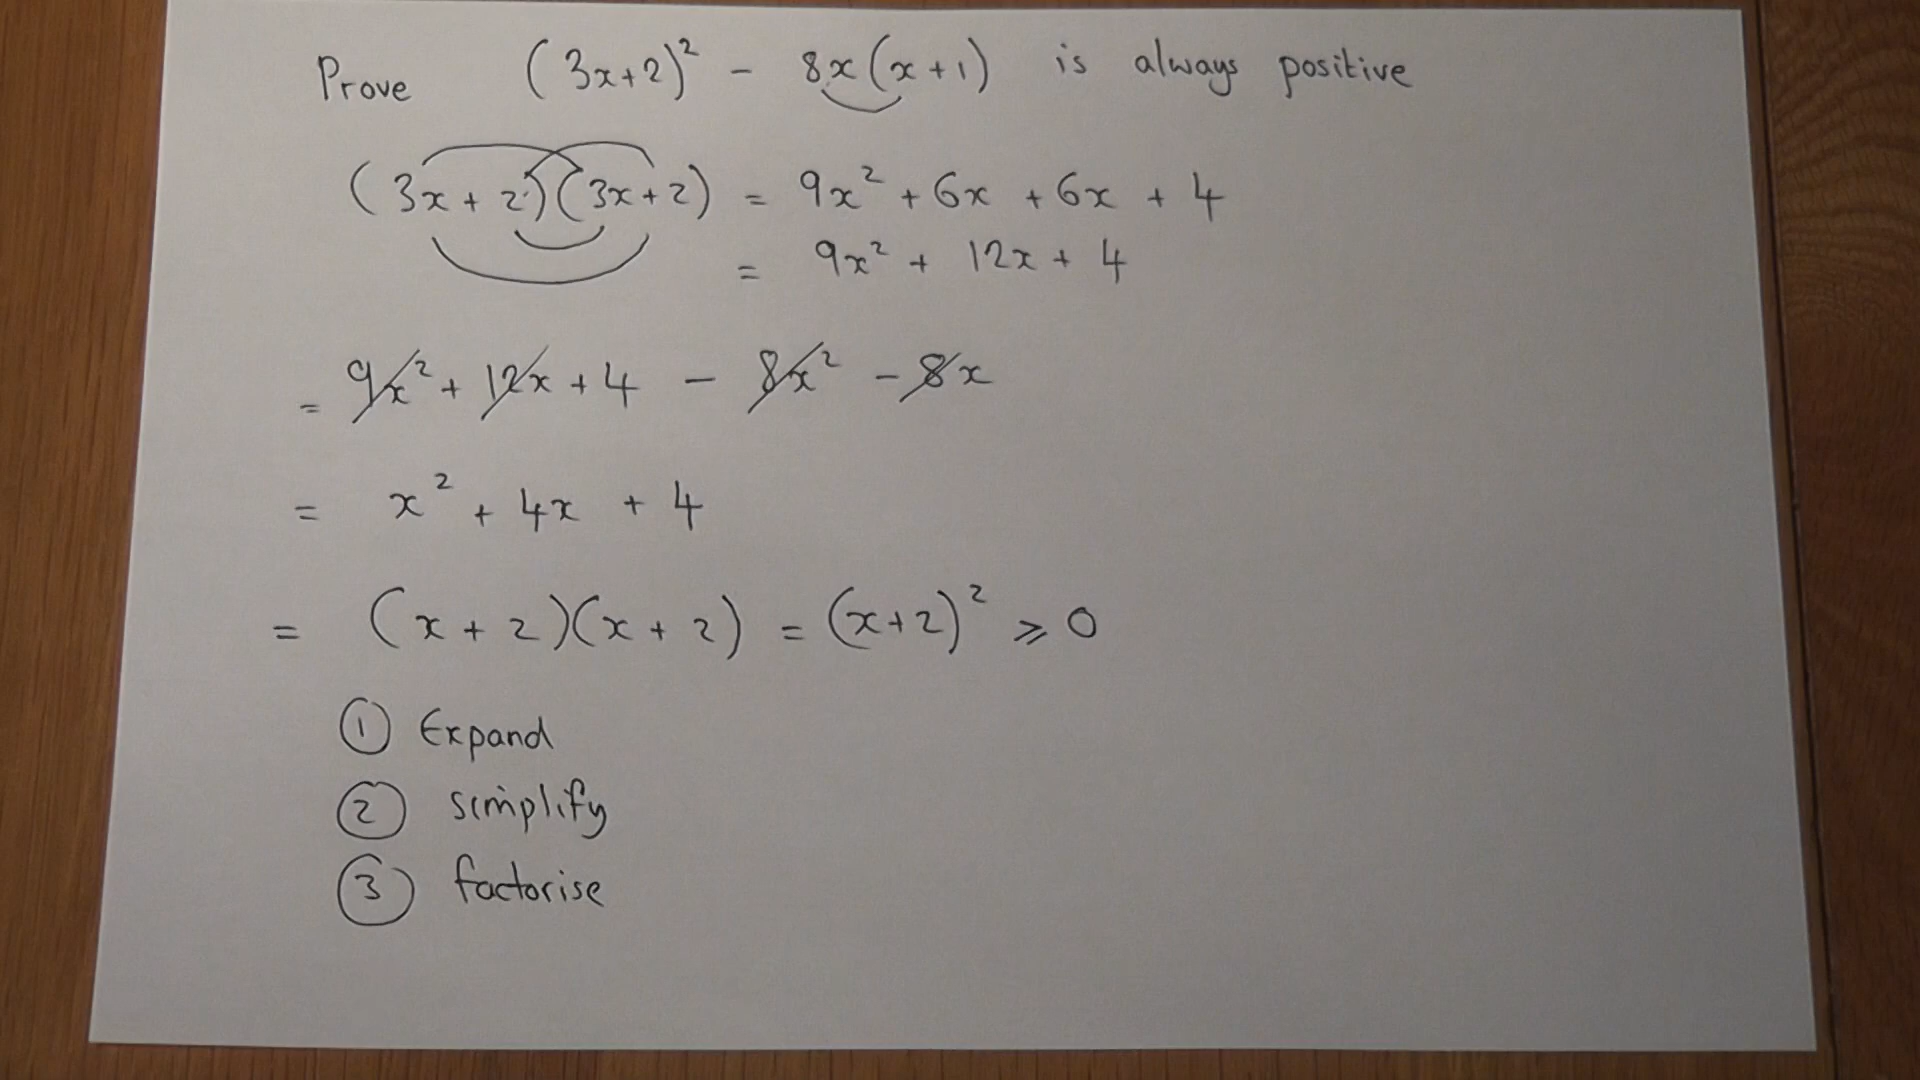 Prove (3x+2)² - 8x(x+1) is always positive
(3x+2)(3x+2) = 9x² + 6x + 6x + 4
= 9x² + 12x + 4
= 9x² + 12x + 4 - 8x² - 8x
= x² + 4x + 4
= (x+2)(x+2) = (x+2)² ⩾ 0
① Expand
② simplify
③ factorise